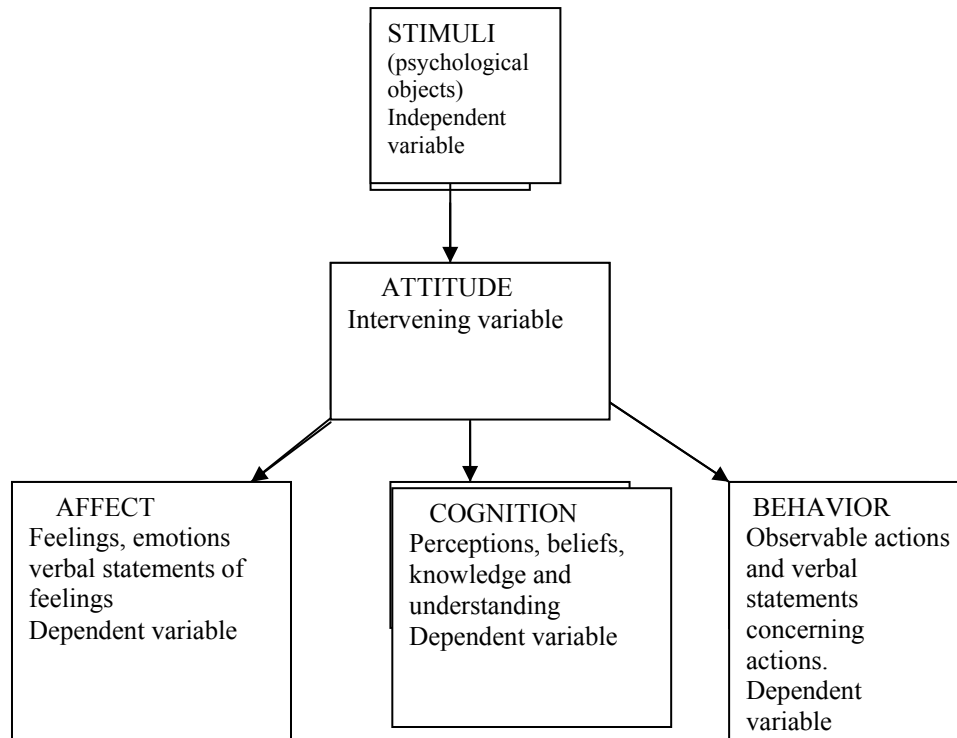 STIMULI
(psychological
objects)
Independent
variable
ATTITUDE
Intervening variable
AFFECT
Feelings, emotions
verbal statements of
feelings
Dependent variable
COGNITION
Perceptions, beliefs,
knowledge and
understanding
Dependent variable
BEHAVIOR
Observable actions
and verbal
statements
concerning
actions.
Dependent
variable